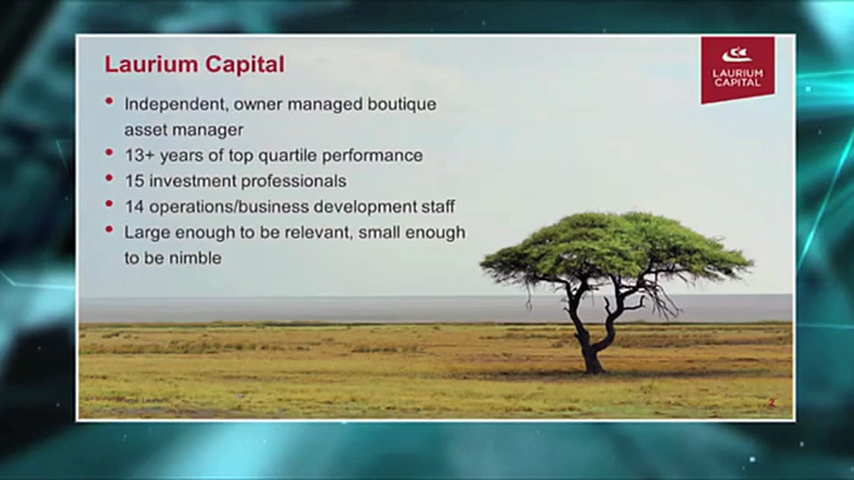 Laurium Capital
LAURIUM
CAPITAL
• Independent, owner managed boutique
asset manager
• 13+ years of top quartile performance
• 15 investment professionals
• 14 operations/business development staff
• Large enough to be relevant, small enough
to be nimble
2